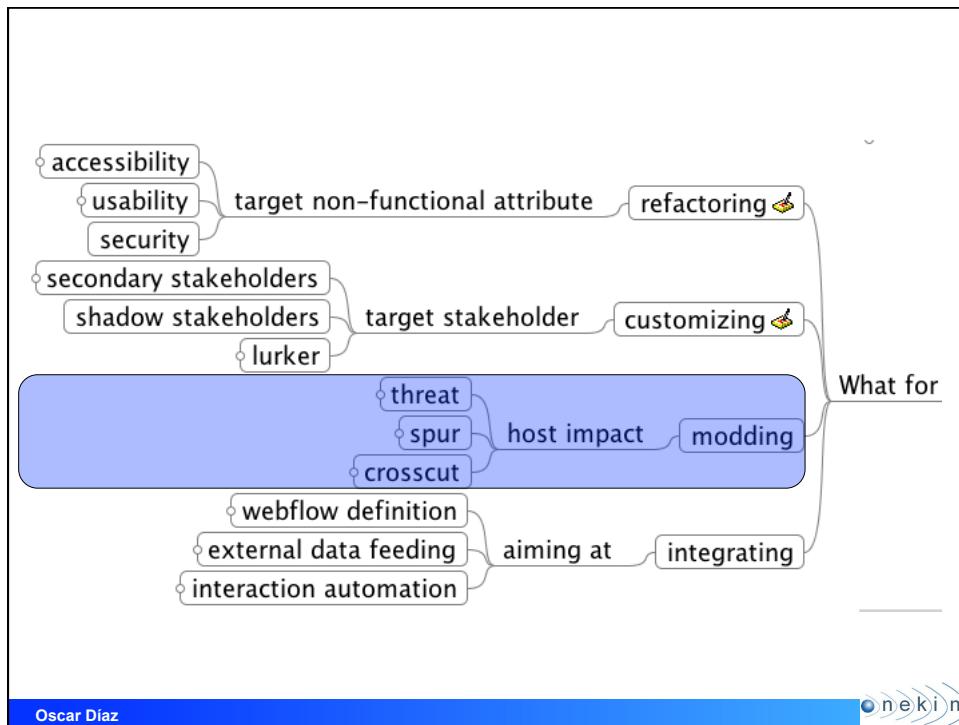 accessibility
usability
security
target non-functional attribute
refactoring
secondary stakeholders
shadow stakeholders
lurker
target stakeholder
customizing
threat
spur
crosscut
host impact
modding
What for
webflow definition
external data feeding
interaction automation
aiming at
integrating
Oscar Díaz
onekin